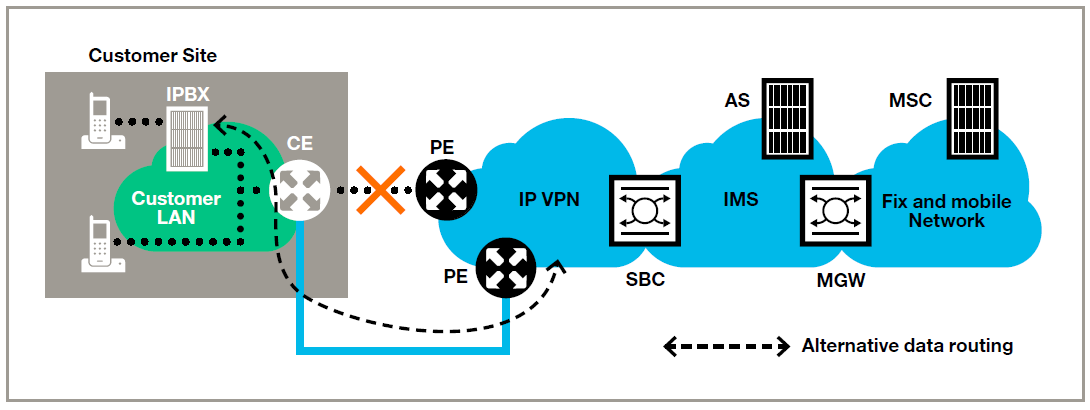 Customer Site
IPBX
CE
Customer
LAN
PE
PE
IP VPN
SBC
AS
IMS
MGW
MSC
Fix and mobile
Network
Alternative data routing